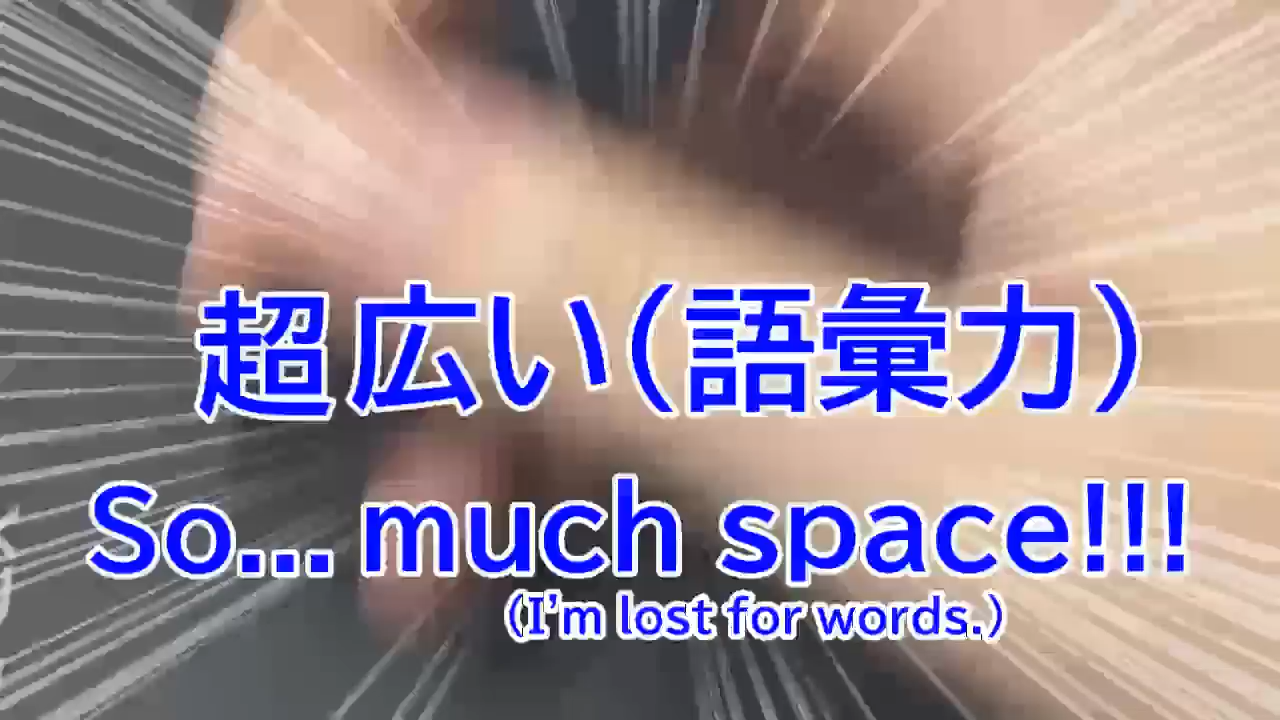 超広い（語彙力）
So... much space!!!
(I'm lost for words.)